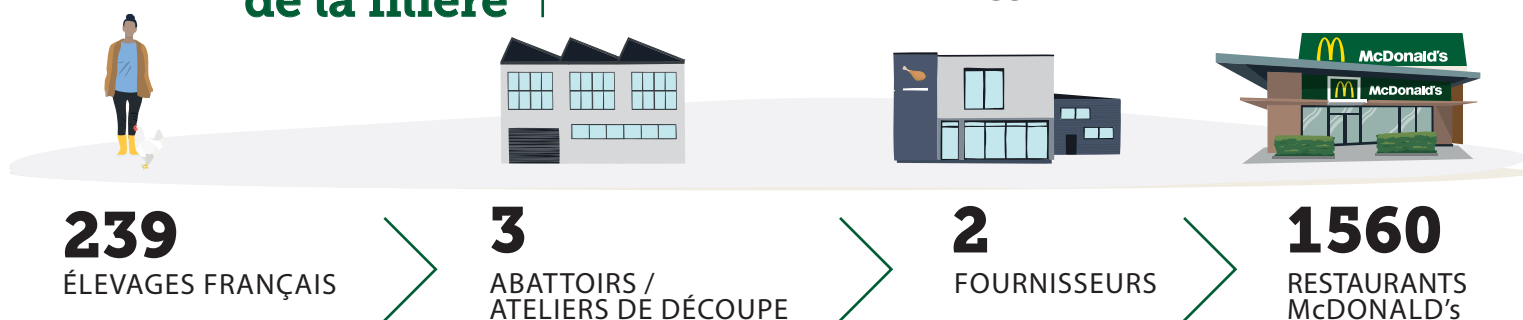 de la filière
McDonald's
McDonald's
239
ÉLEVAGES FRANÇAIS
3
ABATTOIRS /
ATELIERS DE DÉCOUPE
2
FOURNISSEURS
1560
RESTAURANTS
McDONALD's